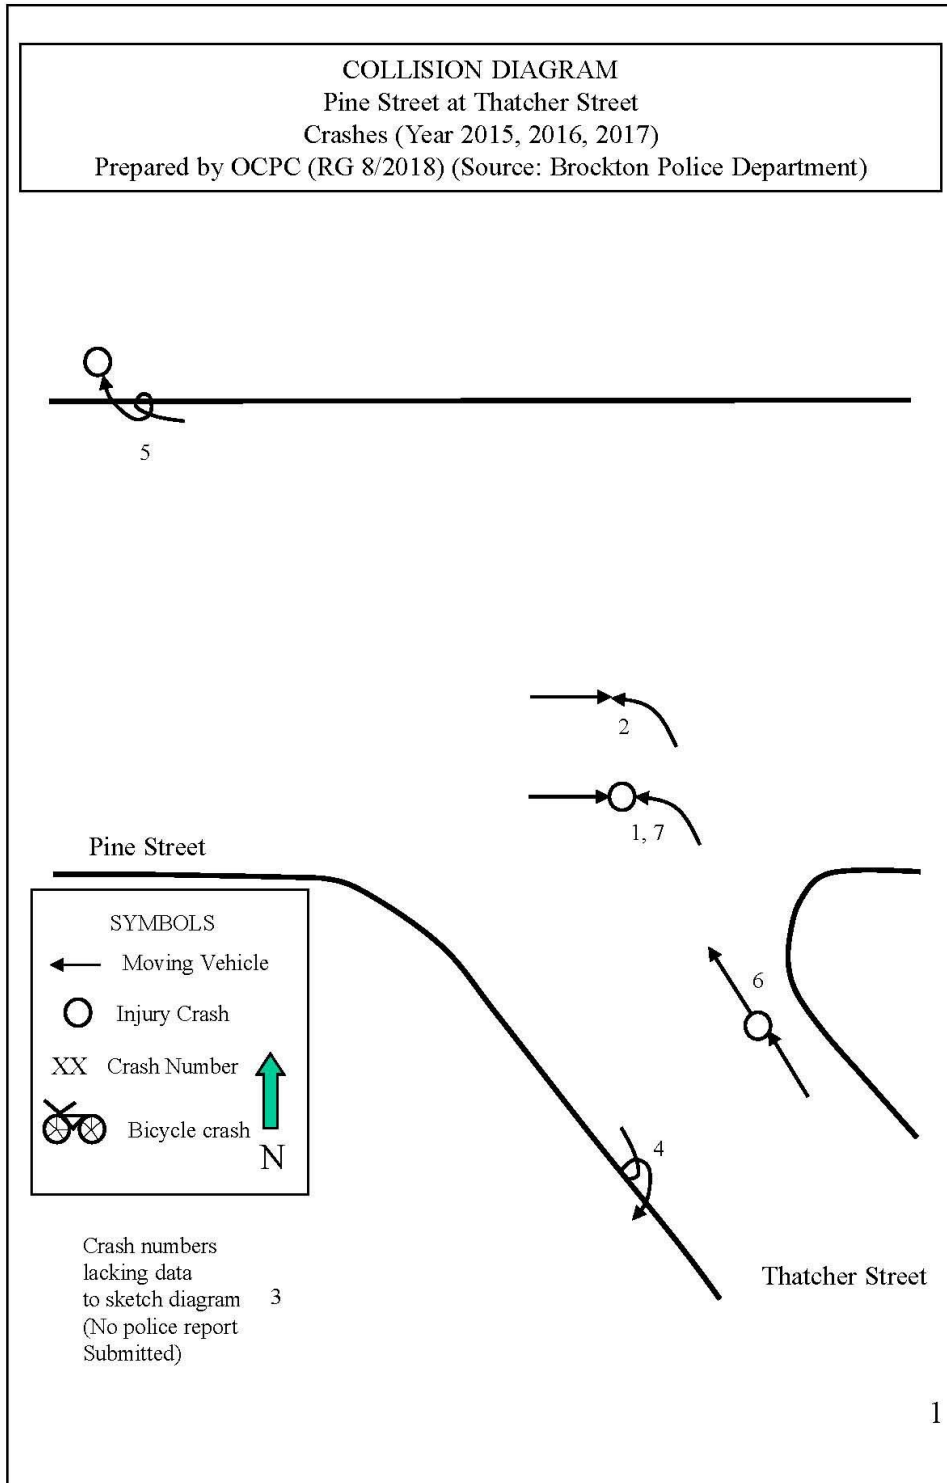 COLLISION DIAGRAM
Pine Street at Thatcher Street
Crashes (Year 2015, 2016, 2017)
Prepared by OCPC (RG 8/2018) (Source: Brockton Police Department)
5
2
1, 7
Pine Street
SYMBOLS
Moving Vehicle
Injury Crash
XX Crash Number
Bicycle crash
N
6
4
Thatcher Street
Crash numbers
lacking data
to sketch diagram 3
(No police report
Submitted)
1